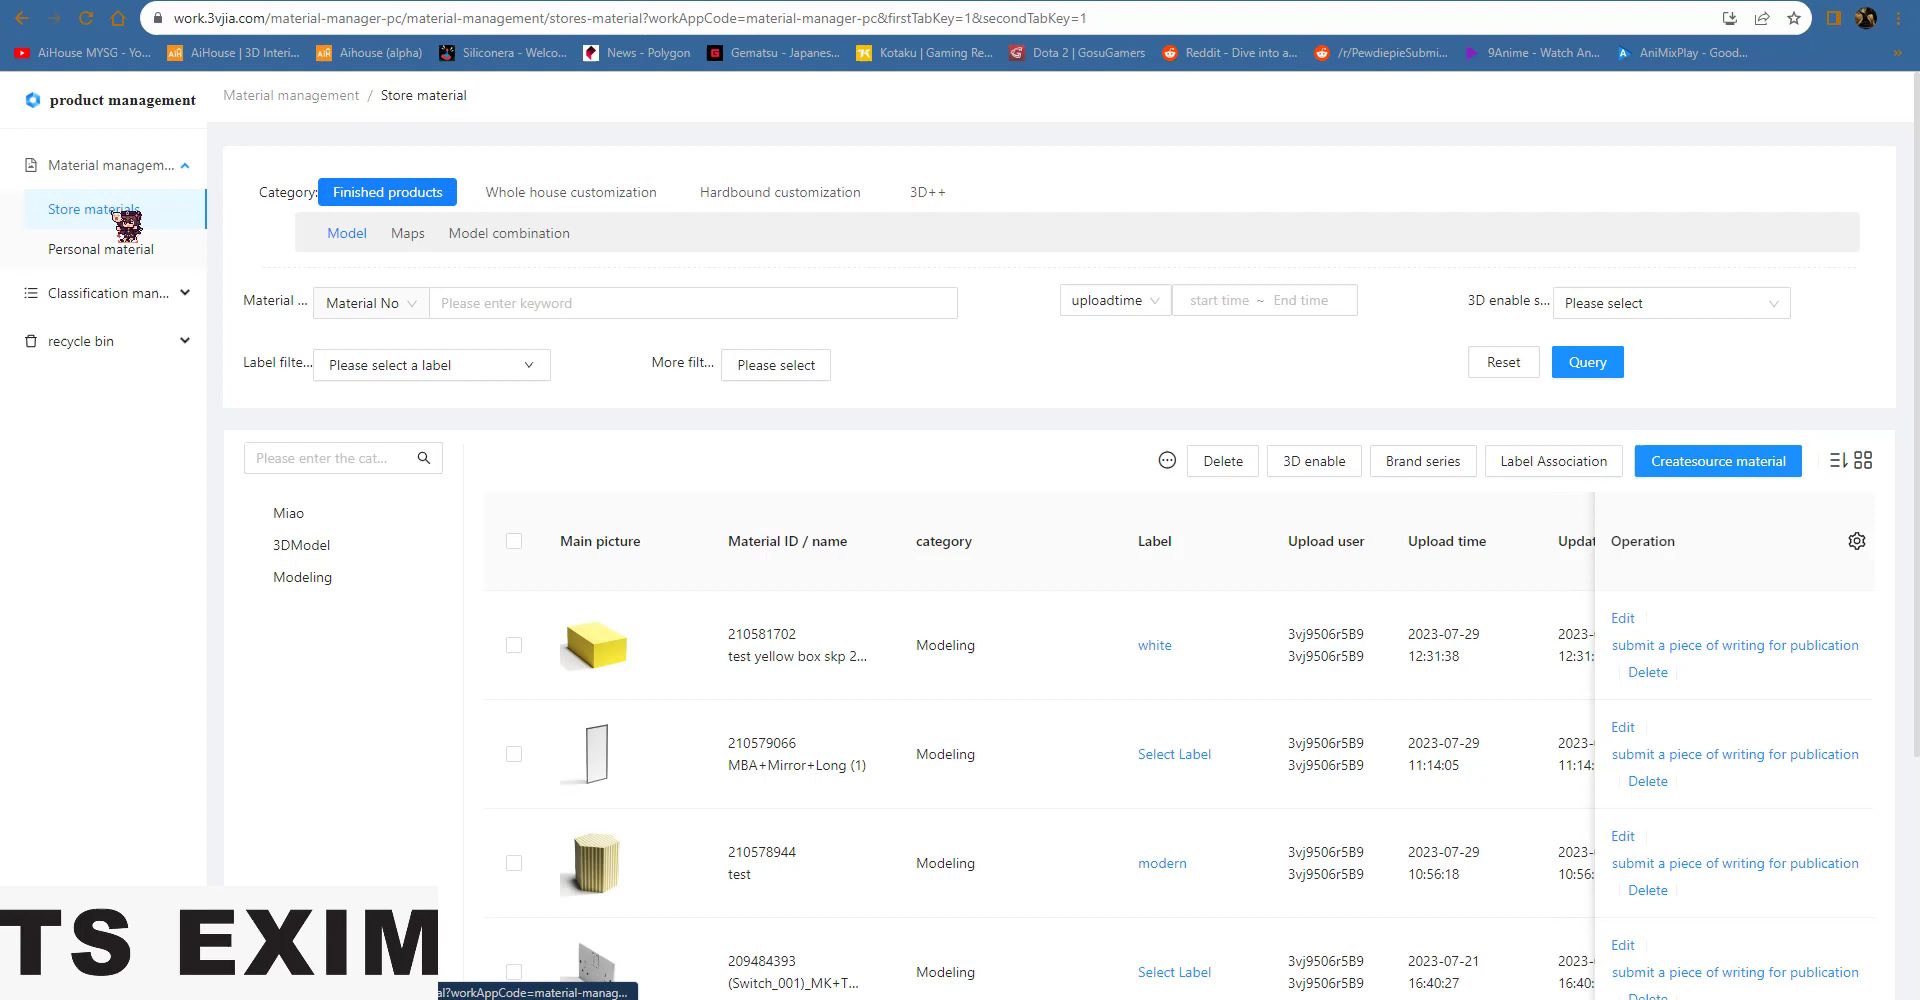 work.3vjia.com/material-manager-pc/material-management/stores-material?workAppCode=material-manager-pc&firstTabKey=1&secondTabKey=1
AiHouse MYSG - Yo... AiHouse | 3D Interi... Aihouse (alpha) Siliconera - Welco... News - Polygon Gematsu - Japanes... Kotaku | Gaming Re... Dota 2 | GosuGamers Reddit - Dive into a... /r/PewdiepieSubmi... 9Anime - Watch An... AniMixPlay - Good...
product management
Material management / Store material
Material managem...
Store materials
Personal material
Classification man...
recycle bin
Category: Finished products Whole house customization Hardbound customization 3D++
Model Maps Model combination
Material ... Material No Please enter keyword uploadtime start time ~ End time 3D enable s... Please select
Label filte... Please select a label More filt... Please select Reset Query
Please enter the cat... Delete 3D enable Brand series Label Association Createsource material
Miao
3DModel
Modeling
Main picture Material ID / name category Label Upload user Upload time Updat Operation
210581702
test yellow box skp 2...
Modeling
white
3vj9506r5B9
3vj9506r5B9
2023-07-29
12:31:38
2023-
12:31:
Edit
submit a piece of writing for publication
Delete
210579066
MBA+Mirror+Long (1)
Modeling
Select Label
3vj9506r5B9
3vj9506r5B9
2023-07-29
11:14:05
2023-
11:14:
Edit
submit a piece of writing for publication
Delete
210578944
test
Modeling
modern
3vj9506r5B9
3vj9506r5B9
2023-07-29
10:56:18
2023-
10:56:
Edit
submit a piece of writing for publication
Delete
209484393
(Switch_001)_MK+T...
Modeling
Select Label
3vj9506r5B9
3vj9506r5B9
2023-07-21
16:40:27
2023-
16:40:
Edit
submit a piece of writing for publication
Delete
TS EXIM
al?workAppCode=material-manag...